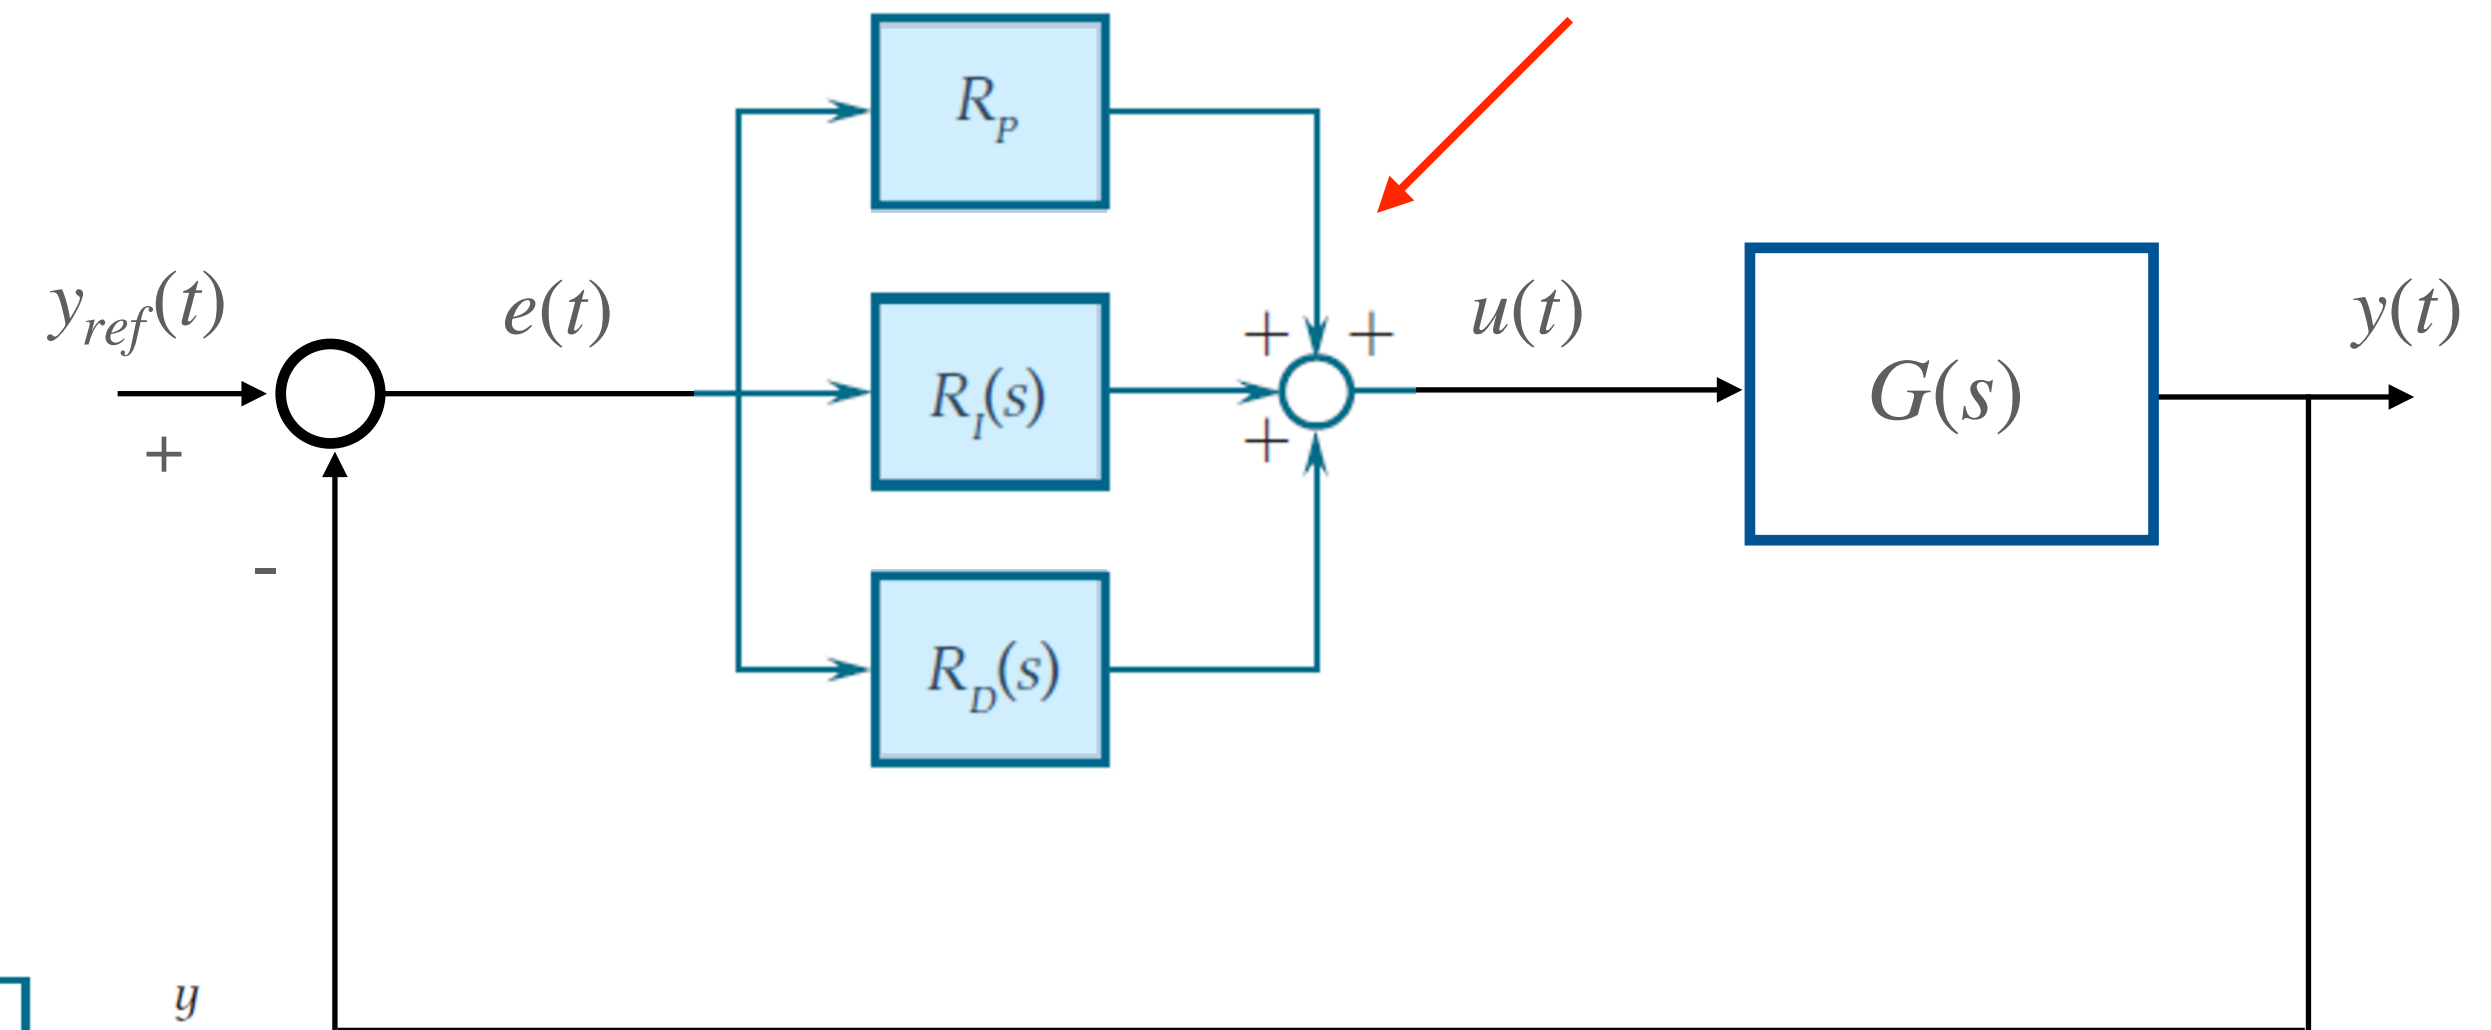 R_P
y_ref(t)
+
e(t)
R_I(s)
+ +
+
u(t)
G(s)
y(t)
-
R_D(s)
y